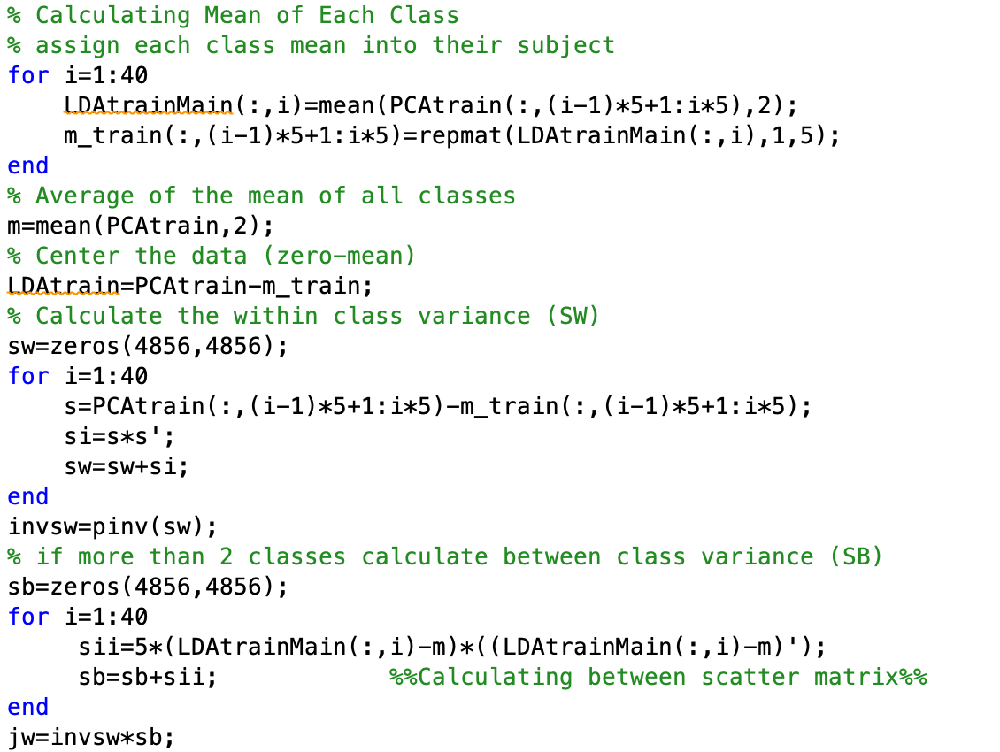 % Calculating Mean of Each Class
% assign each class mean into their subject
for i=1:40
    LDAtrainMain(:,i)=mean(PCAtrain(:,(i-1)*5+1:i*5),2);
    m_train(:,(i-1)*5+1:i*5)=repmat(LDAtrainMain(:,i),1,5);
end
% Average of the mean of all classes
m=mean(PCAtrain,2);
% Center the data (zero-mean)
LDAtrain=PCAtrain-m_train;
% Calculate the within class variance (SW)
sw=zeros(4856,4856);
for i=1:40
    s=PCAtrain(:,(i-1)*5+1:i*5)-m_train(:,(i-1)*5+1:i*5);
    si=s*s';
    sw=sw+si;
end
invsw=pinv(sw);
% if more than 2 classes calculate between class variance (SB)
sb=zeros(4856,4856);
for i=1:40
     sii=5*(LDAtrainMain(:,i)-m)*((LDAtrainMain(:,i)-m)');
     sb=sb+sii;            %%Calculating between scatter matrix%%
end
jw=invsw*sb;